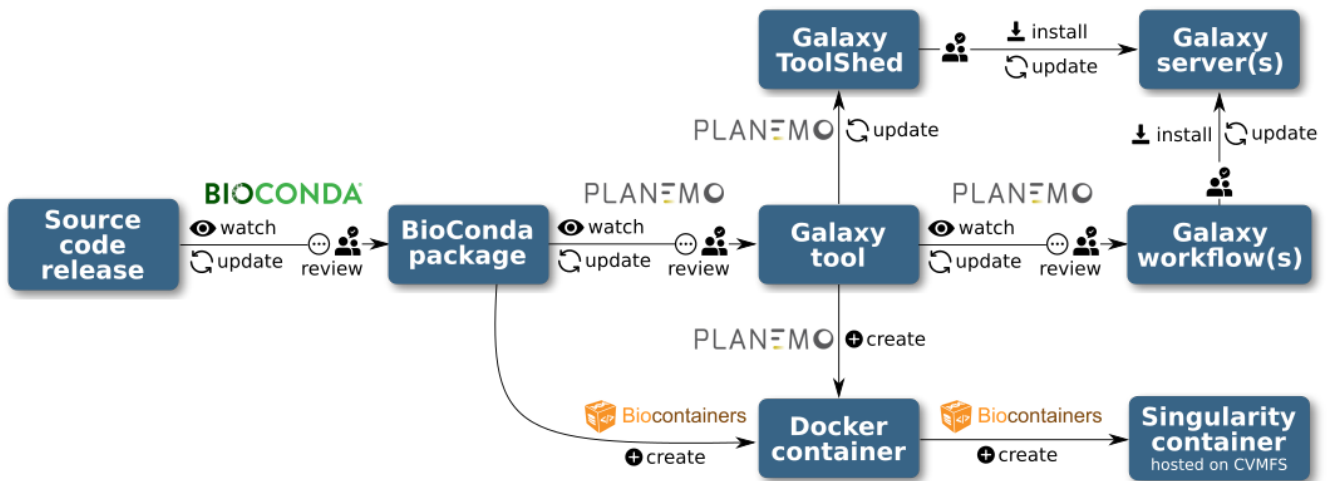 Galaxy
ToolShed
install
update
Galaxy
server(s)
PLANEMO
update
install
update
BIOCONDA
PLANEMO
PLANEMO
Source
code
release
watch
update
review
BioConda
package
watch
update
review
Galaxy
tool
watch
update
review
Galaxy
workflow(s)
PLANEMO
create
Biocontainers
create
Docker
container
Biocontainers
create
Singularity
container
hosted on CVMFS